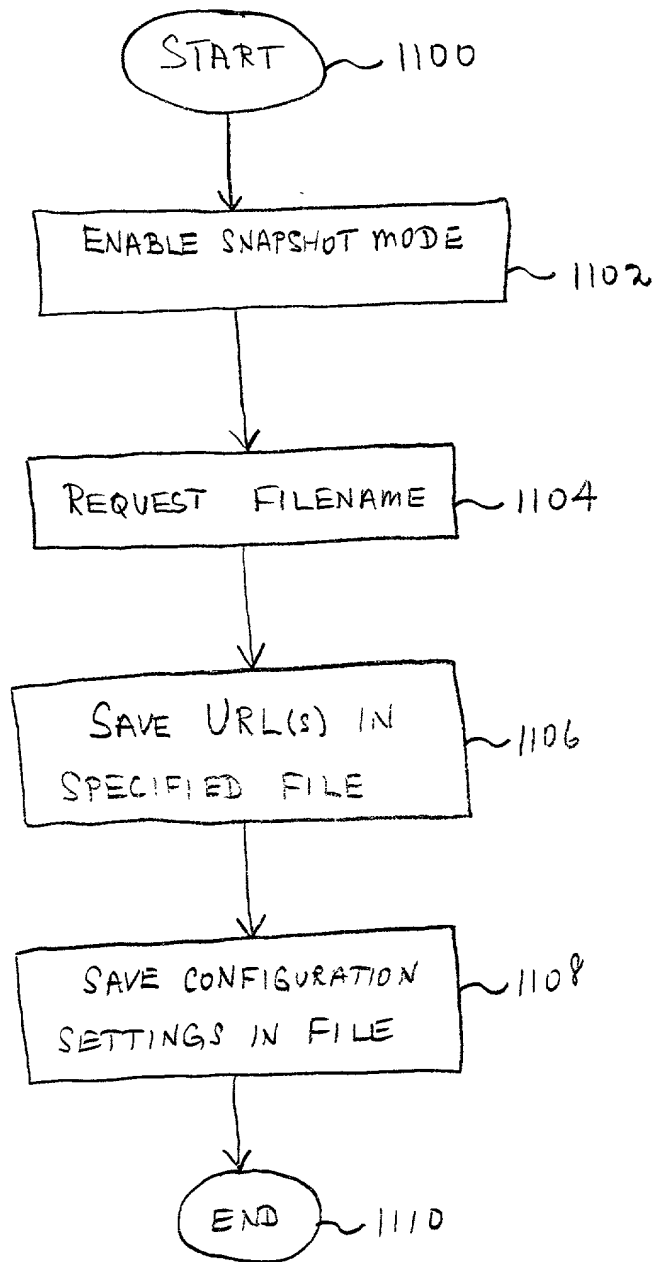 START
1100
ENABLE SNAPSHOT MODE
1102
REQUEST FILENAME
1104
SAVE URL(s) IN
SPECIFIED FILE
1106
SAVE CONFIGURATION
SETTINGS IN FILE
1108
END
1110